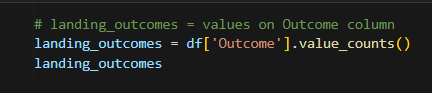 # landing_outcomes = values on Outcome column
landing_outcomes = df['Outcome'].value_counts()
landing_outcomes